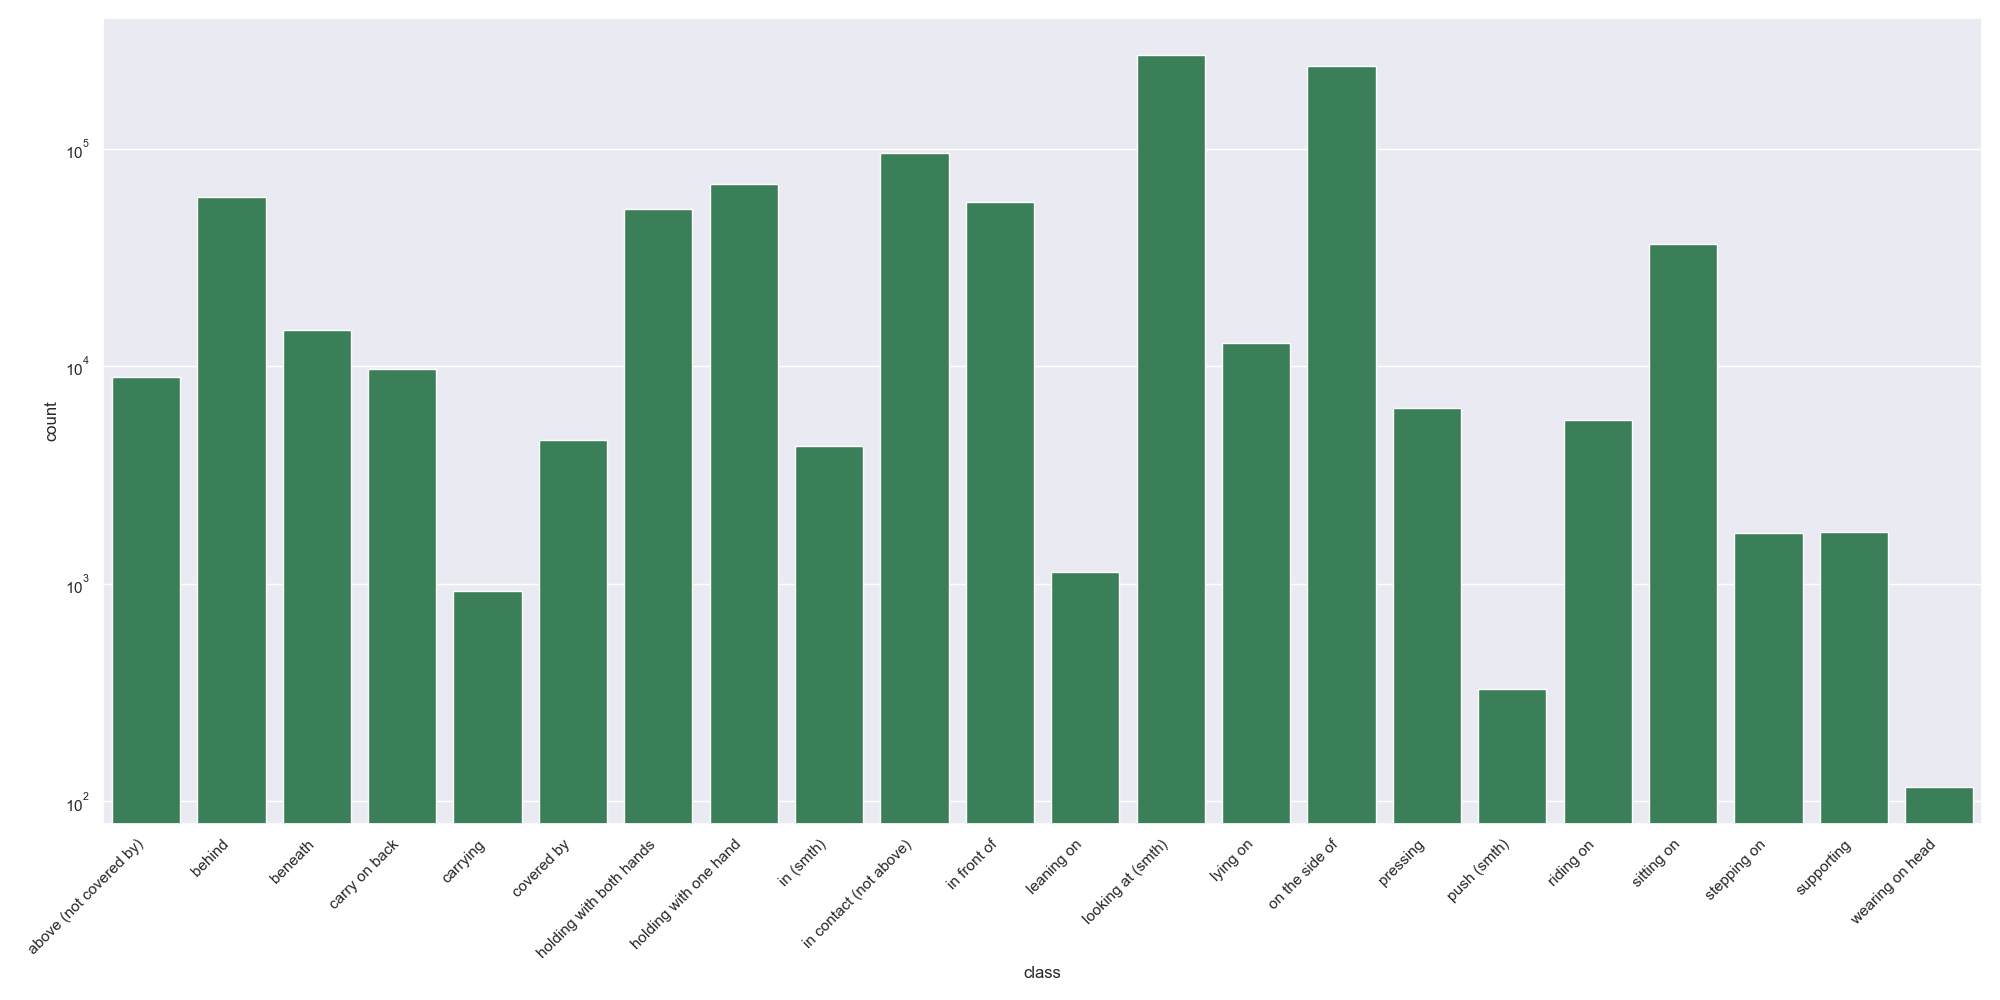 10^5
10^4
10^3
10^2
count
above (not covered by)
behind
beneath
carry on back
carrying
covered by
holding with both hands
holding with one hand
in (smth)
in contact (not above)
in front of
leaning on
looking at (smth)
lying on
on the side of
pressing
push (smth)
riding on
sitting on
stepping on
supporting
wearing on head
class